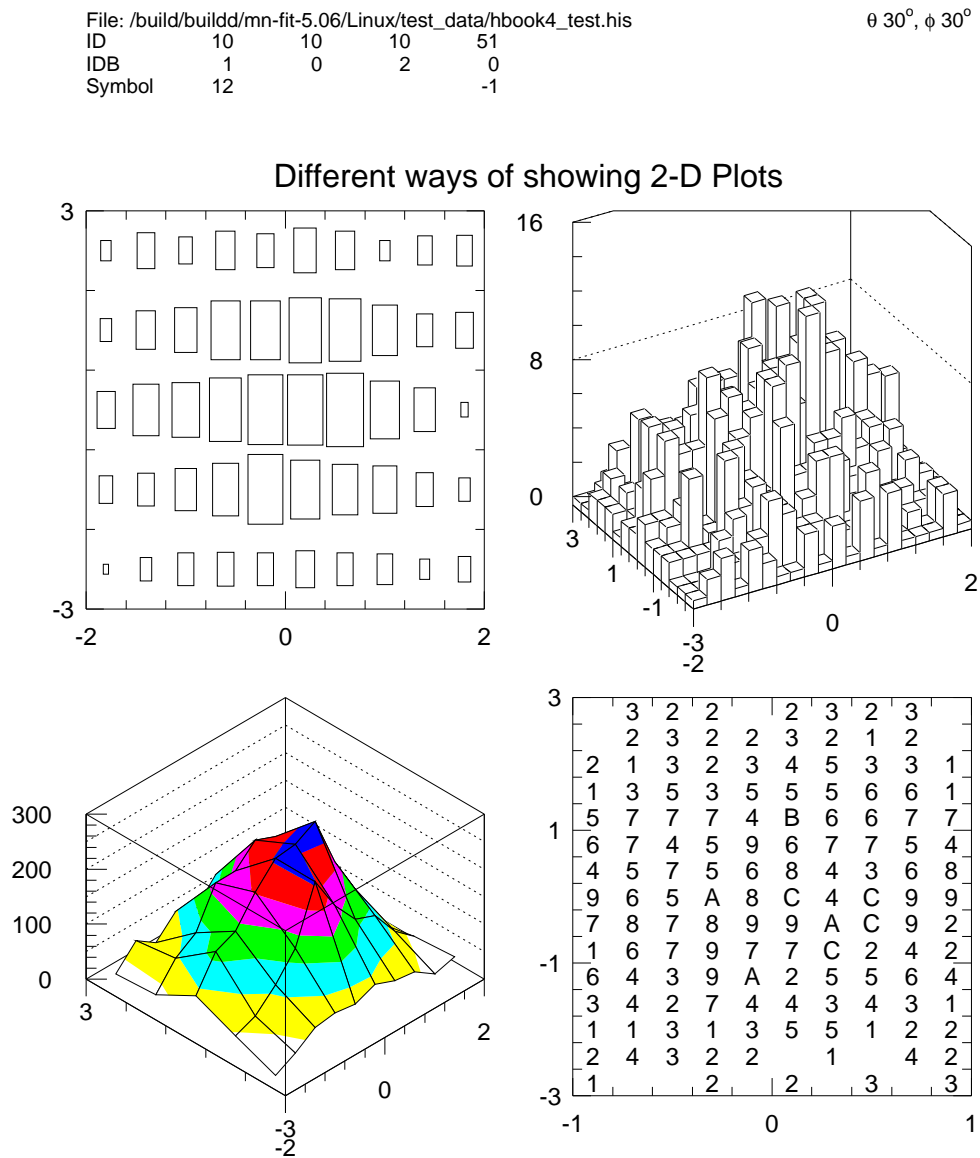 File: /build/buildd/mn-fit-5.06/Linux/test_data/hbook4_test.his θ 30°, φ 30°
ID 10 10 10 51
IDB 1 0 2 0
Symbol 12 -1
Different ways of showing 2-D Plots
3
-3
-2 0 2
16
8
0
3 1 -1 -3
-2 0 2
300
200
100
0
3 -3
-2 0 2
3
-1
-3
-1 0 1
3 2 2 2 3 2 3
2 3 2 2 3 2 1 2
2 1 3 2 3 4 5 3 3 1
1 3 5 3 5 5 5 6 6 1
5 7 7 7 4 B 6 6 7 7
6 7 4 5 9 6 7 7 5 4
4 5 7 5 6 8 4 3 6 8
9 6 5 A 8 C 4 C 9 9
7 8 7 8 9 9 A C 9 2
1 6 7 9 7 7 C 2 4 2
6 4 3 9 A 2 5 5 6 4
3 4 2 7 4 4 3 4 3 1
1 1 3 1 3 5 5 1 2 2
2 4 3 2 2 1 4 2
1 2 2 3 3